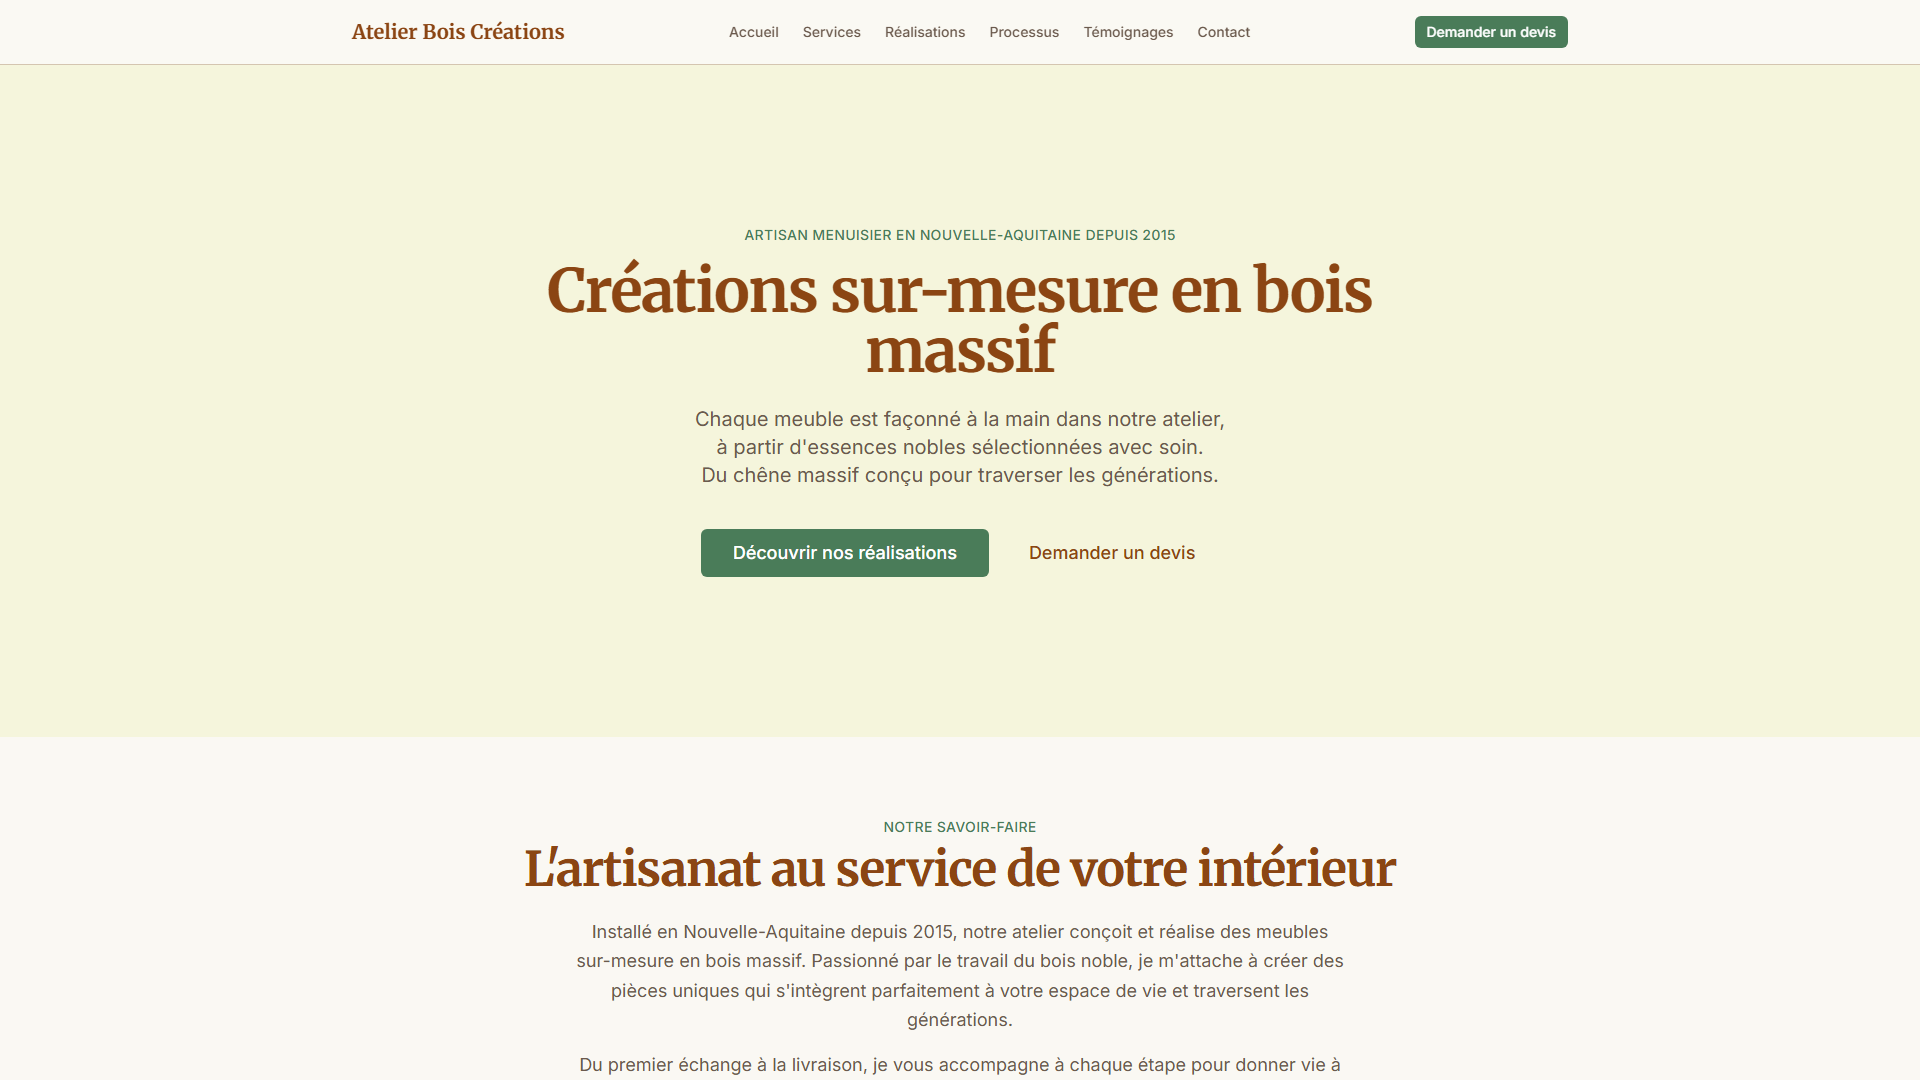 Atelier Bois Créations
Accueil
Services
Réalisations
Processus
Témoignages
Contact
Demander un devis
ARTISAN MENUISIER EN NOUVELLE-AQUITAINE DEPUIS 2015
Créations sur-mesure en bois
massif
Chaque meuble est façonné à la main dans notre atelier,
à partir d'essences nobles sélectionnées avec soin.
Du chêne massif conçu pour traverser les générations.
Découvrir nos réalisations
Demander un devis
NOTRE SAVOIR-FAIRE
L'artisanat au service de votre intérieur
Installé en Nouvelle-Aquitaine depuis 2015, notre atelier conçoit et réalise des meubles
sur-mesure en bois massif. Passionné par le travail du bois noble, je m'attache à créer des
pièces uniques qui s'intègrent parfaitement à votre espace de vie et traversent les
générations.
Du premier échange à la livraison, je vous accompagne à chaque étape pour donner vie à